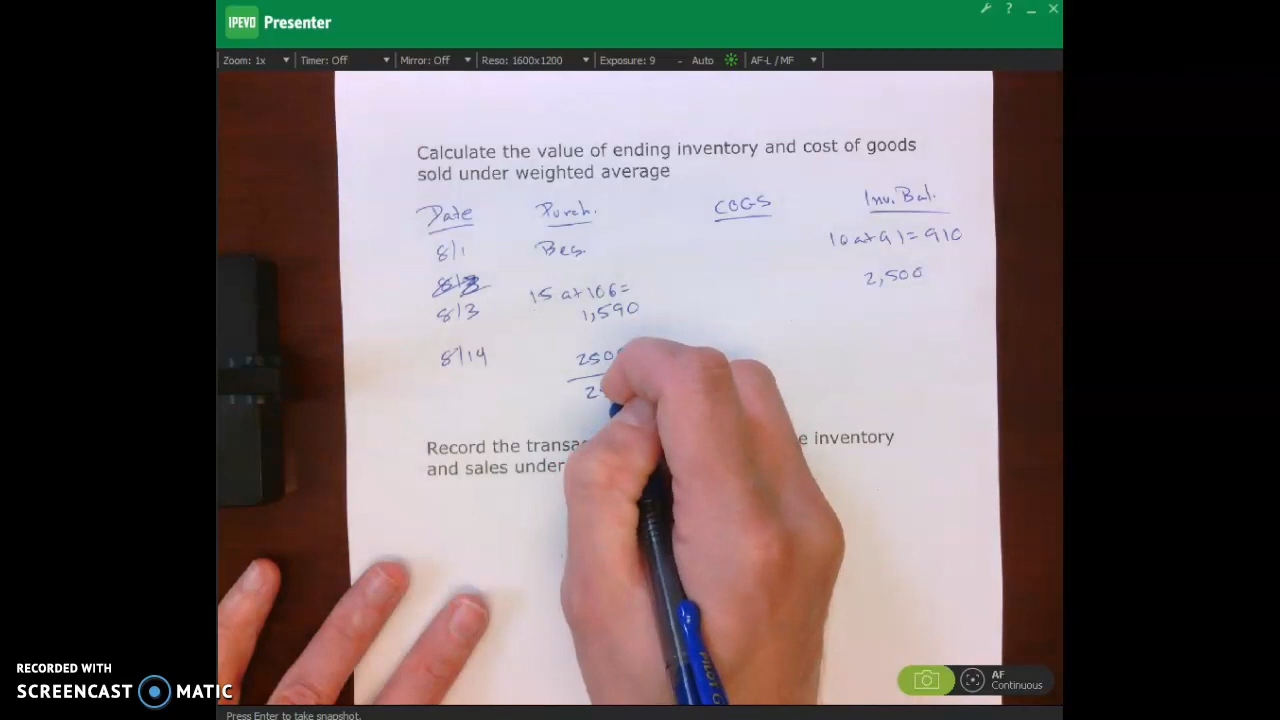 IPEVO Presenter
Zoom: 1x Timer: Off Mirror: Off Reso: 1600x1200 Exposure: 9 - Auto AF-L / MF
Calculate the value of ending inventory and cost of goods
sold under weighted average
Date Purch. COGS Inv. Bal.
8/1 Beg. 10 at 91 = 910
2,500
15 at 106 =
8/3 1,590
8/14 250
2
Record the transa e inventory
and sales under
PILOT G
AF
Continuous
RECORDED WITH
SCREENCAST MATIC
Press Enter to take snapshot.